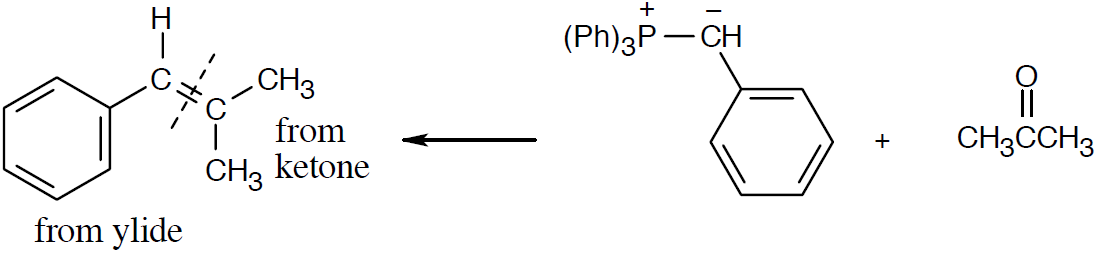 H
C
C
CH3
CH3
from
ketone
from ylide
+ –
(Ph)3P — CH
+
O
CH3CCH3